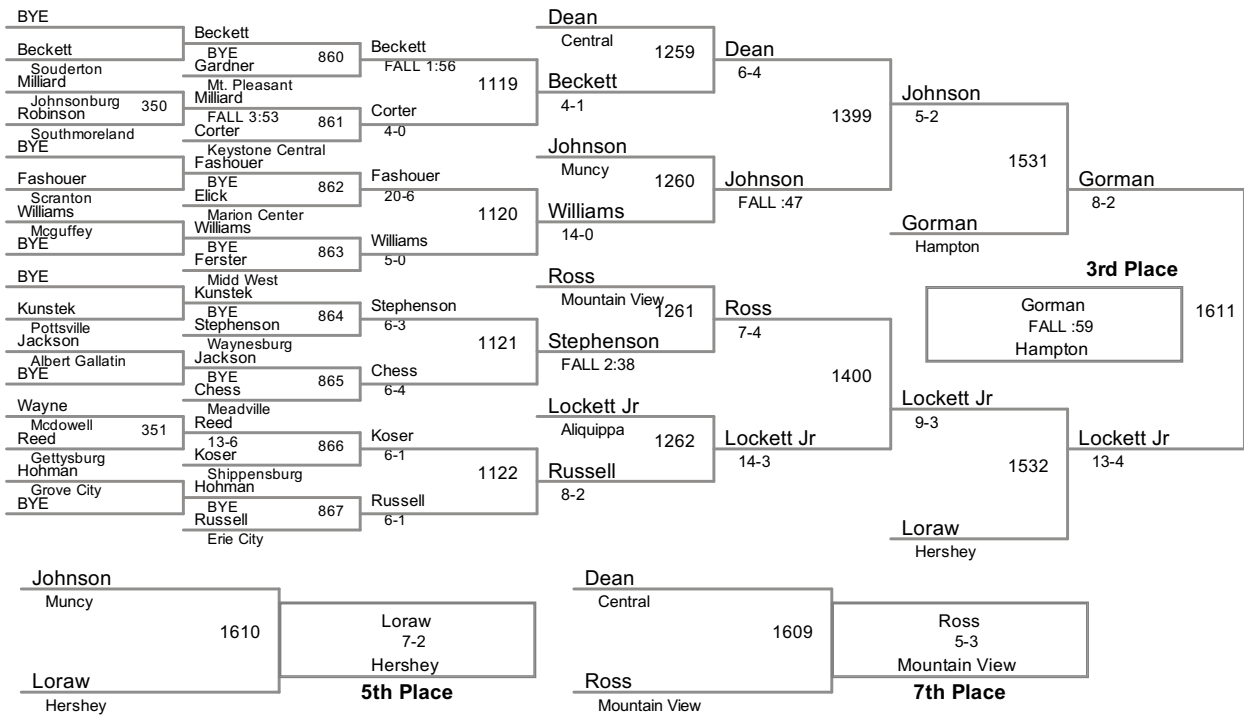 BYE
Beckett
Souderton
Milliard
Johnsonburg
Robinson
350
Southmoreland
BYE
Fashouer
Scranton
Williams
Mcguffey
BYE
BYE
Kunstek
Pottsville
Jackson
Albert Gallatin
BYE
Wayne
Mcdowell
Reed
351
Gettysburg
Hohman
Grove City
BYE
Beckett
BYE
Gardner
860
Mt. Pleasant
Milliard
FALL 3:53
Corter
861
Keystone Central
Fashouer
BYE
Elick
862
Marion Center
Williams
BYE
Ferster
863
Midd West
Kunstek
BYE
Stephenson
864
Waynesburg
Jackson
BYE
Chess
865
Meadville
Reed
13-6
Koser
866
Shippensburg
Hohman
BYE
Russell
867
Erie City
Beckett
FALL 1:56
1119
Corter
4-0
Fashouer
20-6
1120
Williams
5-0
Stephenson
6-3
1121
Chess
6-4
Koser
6-1
1122
Russell
6-1
Dean
Central
1259
Beckett
4-1
Johnson
Muncy
1260
Williams
14-0
Ross
Mountain View
1261
Stephenson
FALL 2:38
Lockett Jr
Aliquippa
1262
Russell
8-2
Dean
6-4
1399
Johnson
FALL :47
Ross
7-4
1400
Lockett Jr
14-3
Johnson
5-2
1531
Gorman
Hampton
Lockett Jr
9-3
1532
Loraw
Hershey
Gorman
8-2
3rd Place
Gorman
FALL :59
Hampton
1611
Lockett Jr
13-4
Johnson
Muncy
1610
Loraw
Hershey
Loraw
7-2
Hershey
5th Place
Dean
Central
1609
Ross
Mountain View
Ross
5-3
Mountain View
7th Place